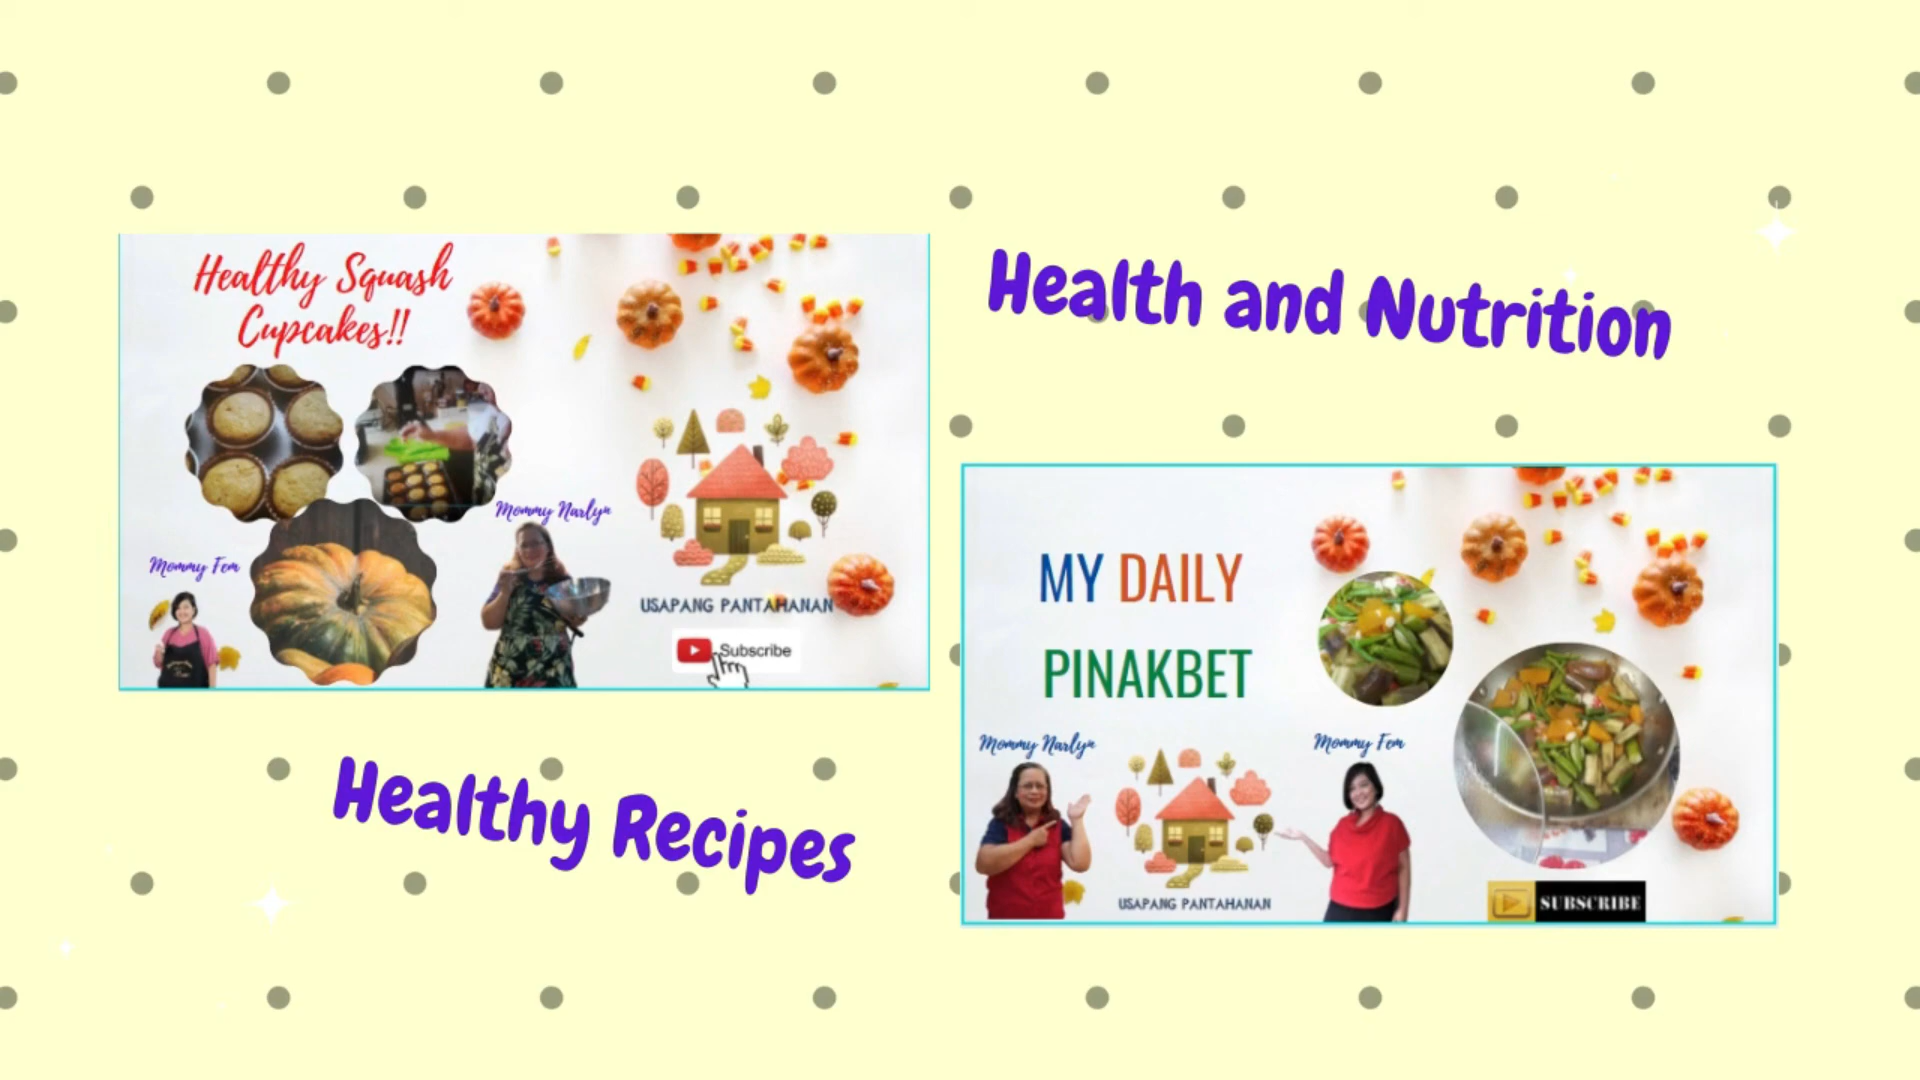 Healthy Squash
Cupcakes!!
Mommy Narlyn
Mommy Fem
USAPANG PANTAHANAN
Subscribe
Health and Nutrition
Healthy Recipes
MY DAILY
PINAKBET
Mommy Narlyn
Mommy Fem
USAPANG PANTAHANAN
SUBSCRIBE